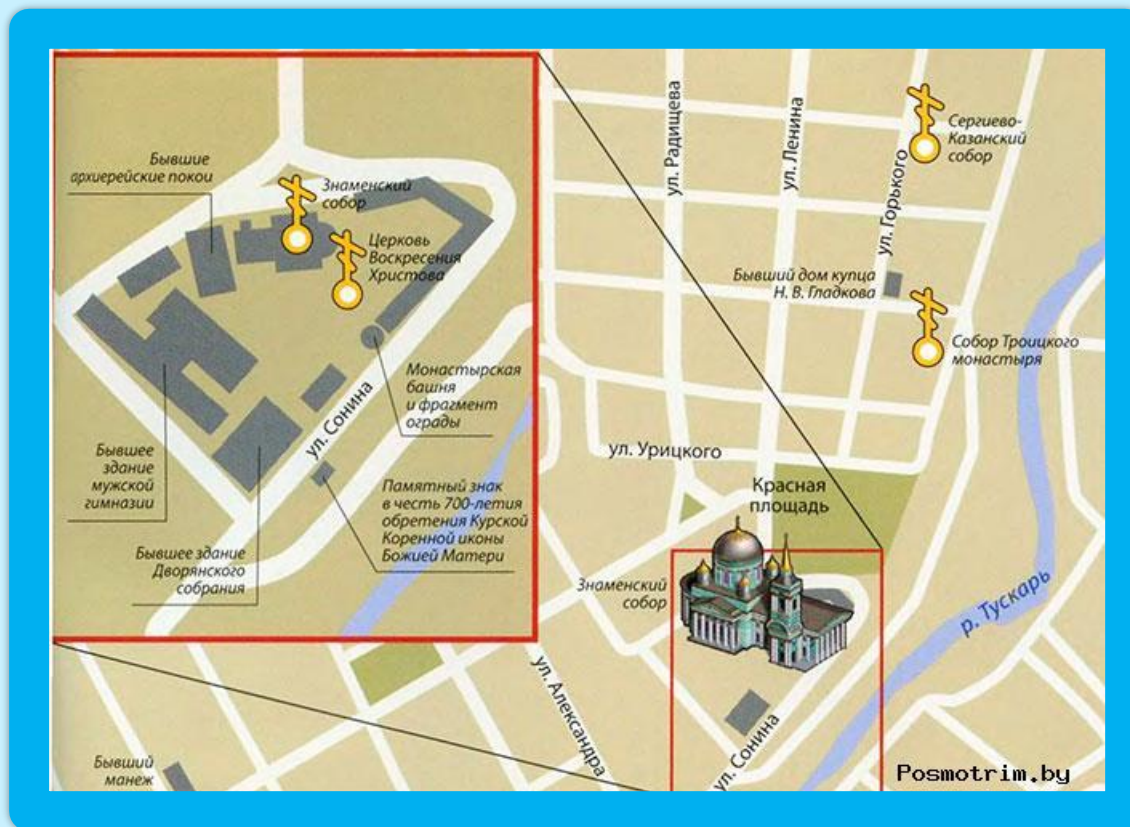 Бывшие
архиерейские покои
Знаменский
собор
Церковь
Воскресения
Христова
Монастырская
башня
и фрагмент
ограды
ул. Сонина
Бывшее
здание
мужской
гимназии
Памятный знак
в честь 700-летия
обретения Курской
Коренной иконы
Божией Матери
Бывшее здание
Дворянского
собрания
ул. Радищева
ул. Ленина
ул. Горького
Сергиево-
Казанский
собор
Бывший дом купца
Н. В. Гладкова
Собор Троицкого
монастыря
ул. Урицкого
Красная
площадь
Знаменский
собор
р. Тускарь
ул. Александра
ул. Сонина
Бывший
манеж
Posmotrim.by